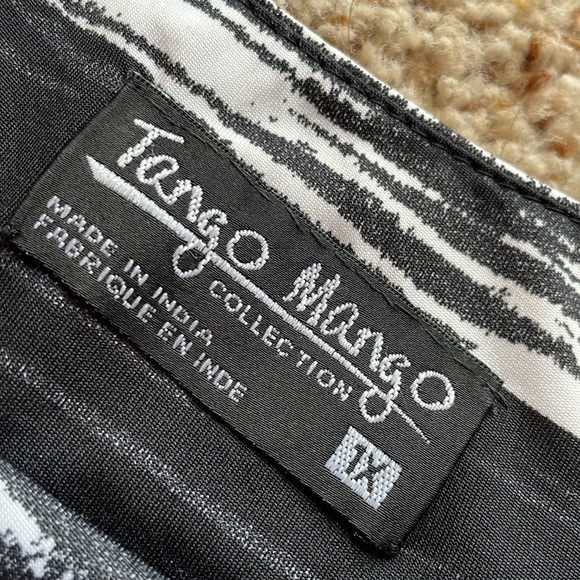 Tango Mango
COLLECTION
MADE IN INDIA
FABRIQUE EN INDE
1X